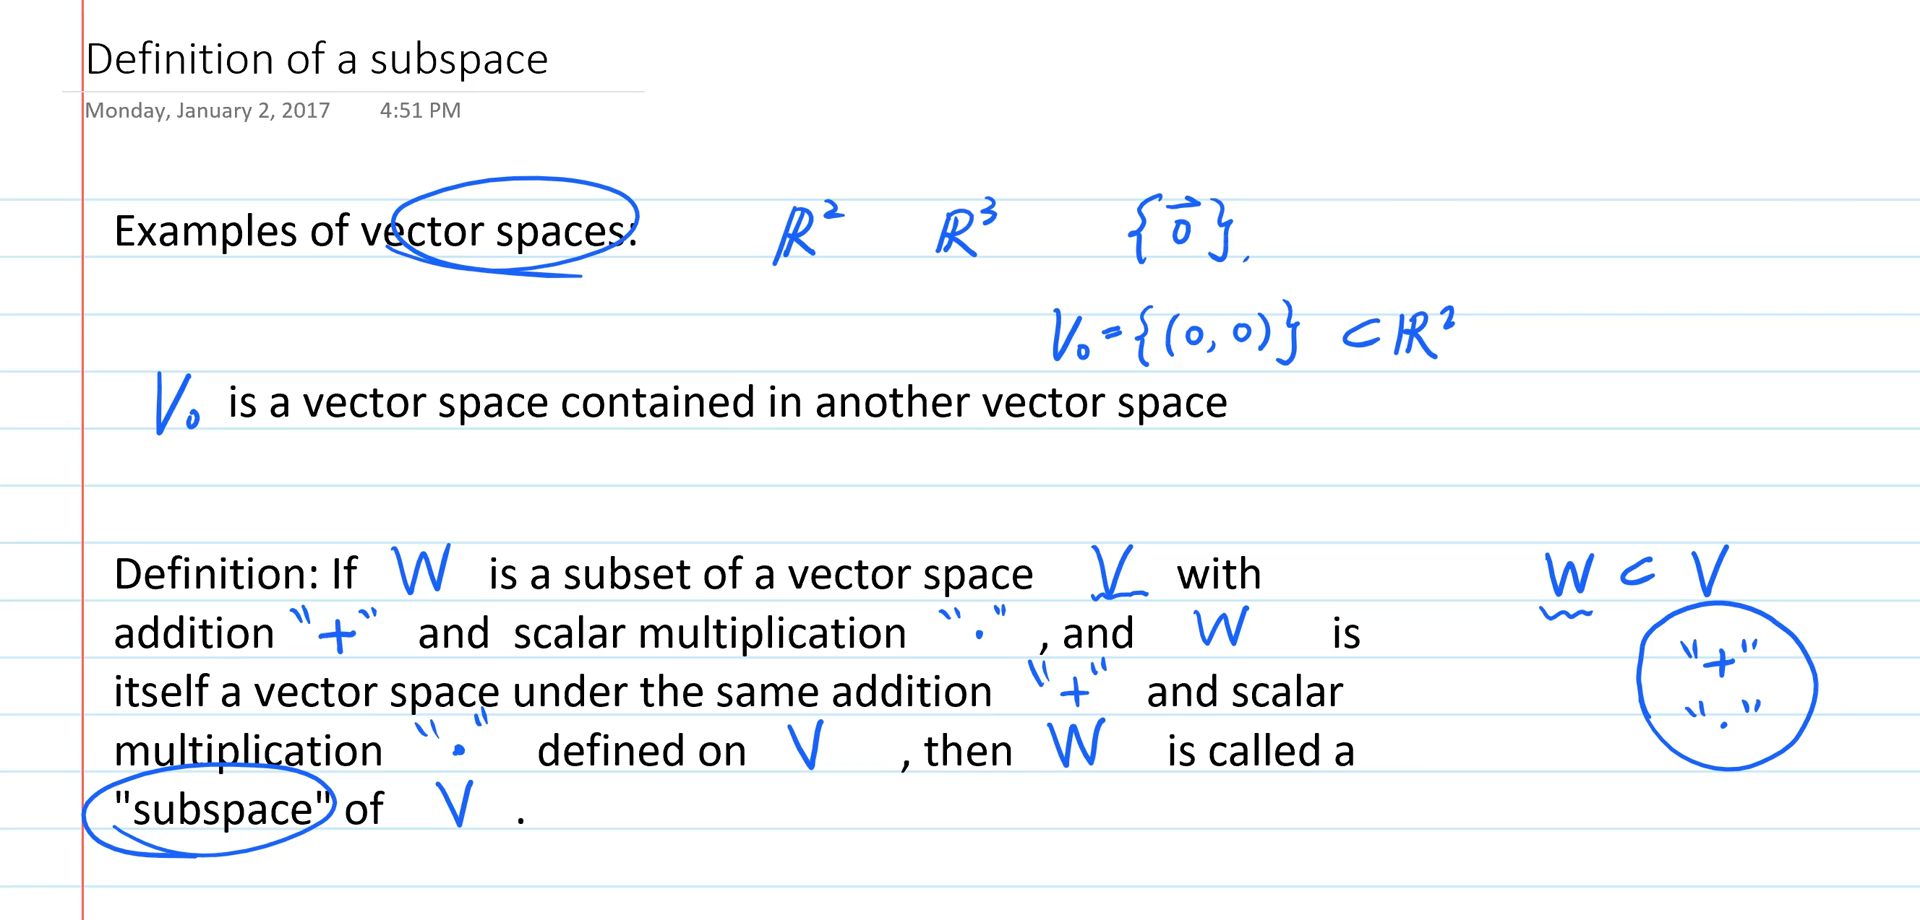 Definition of a subspace
Monday, January 2, 2017 4:51 PM
Examples of vector spaces: ℝ² ℝ³ {0⃗}.
V₀ = {(0,0)} ⊂ ℝ²
V₀ is a vector space contained in another vector space
Definition: If W is a subset of a vector space V with W ⊂ V
addition "+" and scalar multiplication "·", and W is "+"
itself a vector space under the same addition "+" and scalar "·"
multiplication "·" defined on V, then W is called a
"subspace" of V.